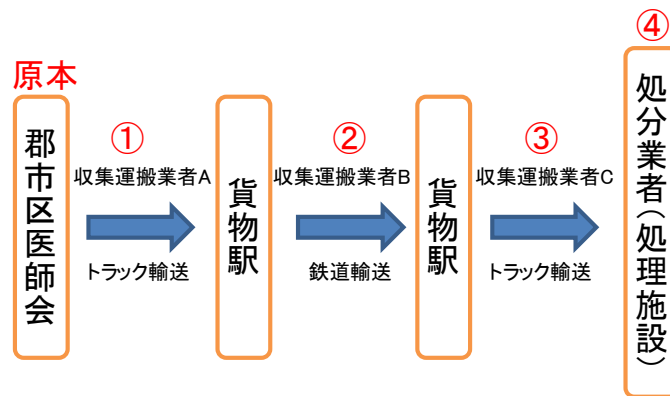 原本
郡市区医師会
①
収集運搬業者A
トラック輸送
貨物駅
②
収集運搬業者B
鉄道輸送
貨物駅
③
収集運搬業者C
トラック輸送
④
処分業者(処理施設)